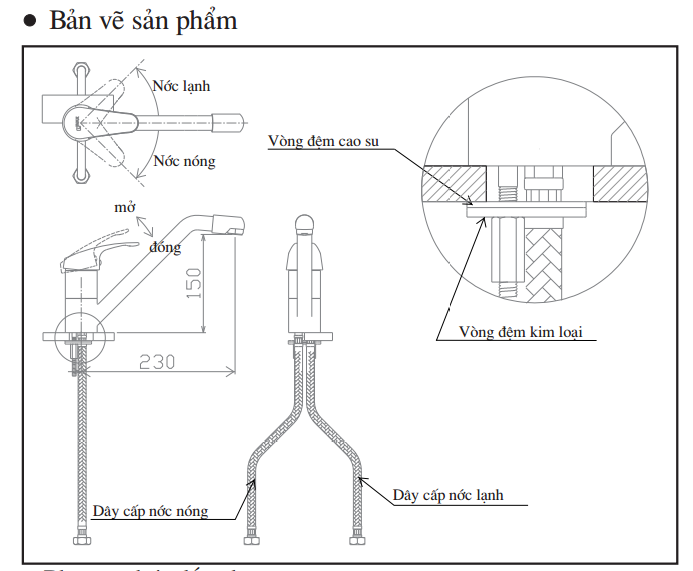 ● Bản vẽ sản phẩm
Nớc lạnh
Nớc nóng
Vòng đệm cao su
mở
đóng
150
230
Vòng đệm kim loại
Dây cấp nớc nóng
Dây cấp nớc lạnh